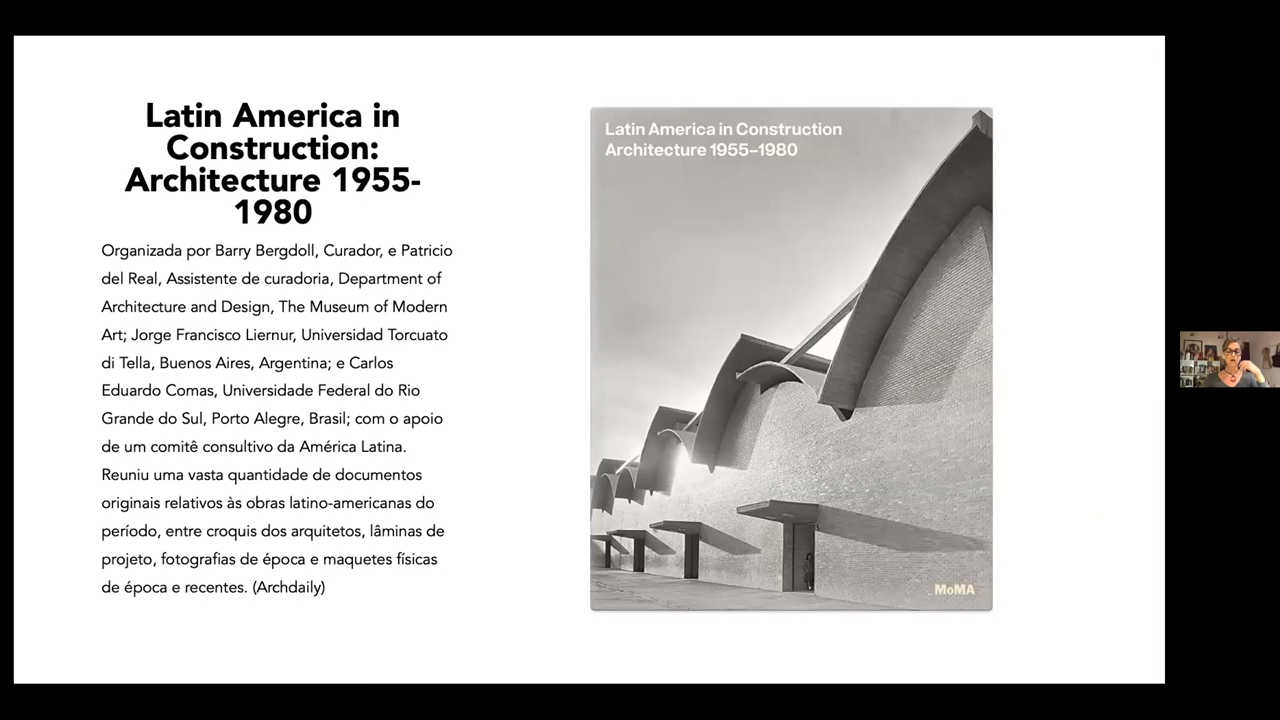 Latin America in
Construction:
Architecture 1955-
1980
Organizada por Barry Bergdoll, Curador, e Patricio
del Real, Assistente de curadoria, Department of
Architecture and Design, The Museum of Modern
Art; Jorge Francisco Liernur, Universidad Torcuato
di Tella, Buenos Aires, Argentina; e Carlos
Eduardo Comas, Universidade Federal do Rio
Grande do Sul, Porto Alegre, Brasil; com o apoio
de um comitê consultivo da América Latina.
Reuniu uma vasta quantidade de documentos
originais relativos às obras latino-americanas do
período, entre croquis dos arquitetos, lâminas de
projeto, fotografias de época e maquetes físicas
de época e recentes. (Archdaily)
Latin America in Construction
Architecture 1955–1980
MoMA